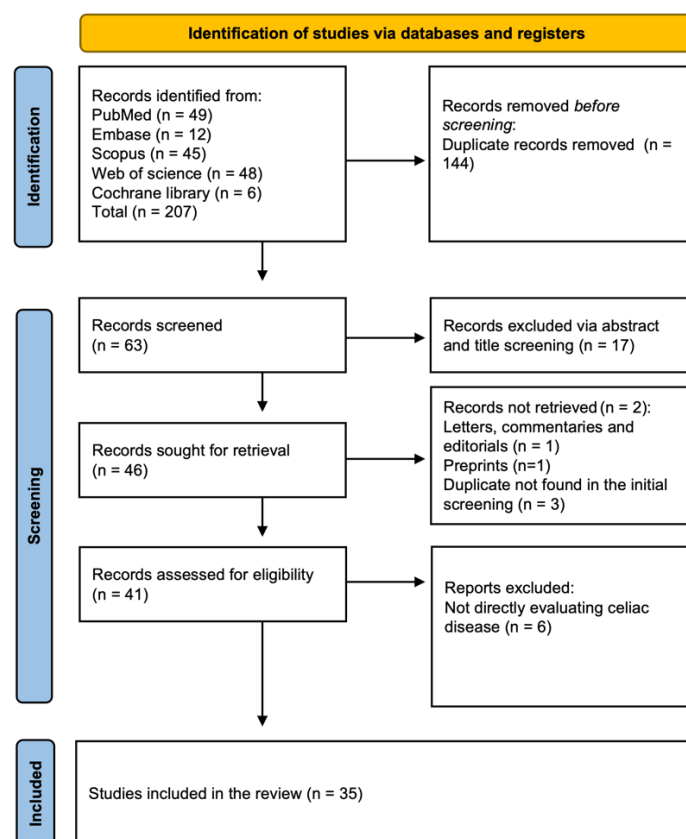 Identification of studies via databases and registers
Identification
Records identified from:
PubMed (n = 49)
Embase (n = 12)
Scopus (n = 45)
Web of science (n = 48)
Cochrane library (n = 6)
Total (n = 207)
Records removed before
screening:
Duplicate records removed (n =
144)
Screening
Records screened
(n = 63)
Records excluded via abstract
and title screening (n = 17)
Records sought for retrieval
(n = 46)
Records not retrieved (n = 2):
Letters, commentaries and
editorials (n = 1)
Preprints (n=1)
Duplicate not found in the initial
screening (n = 3)
Records assessed for eligibility
(n = 41)
Reports excluded:
Not directly evaluating celiac
disease (n = 6)
Included
Studies included in the review (n = 35)